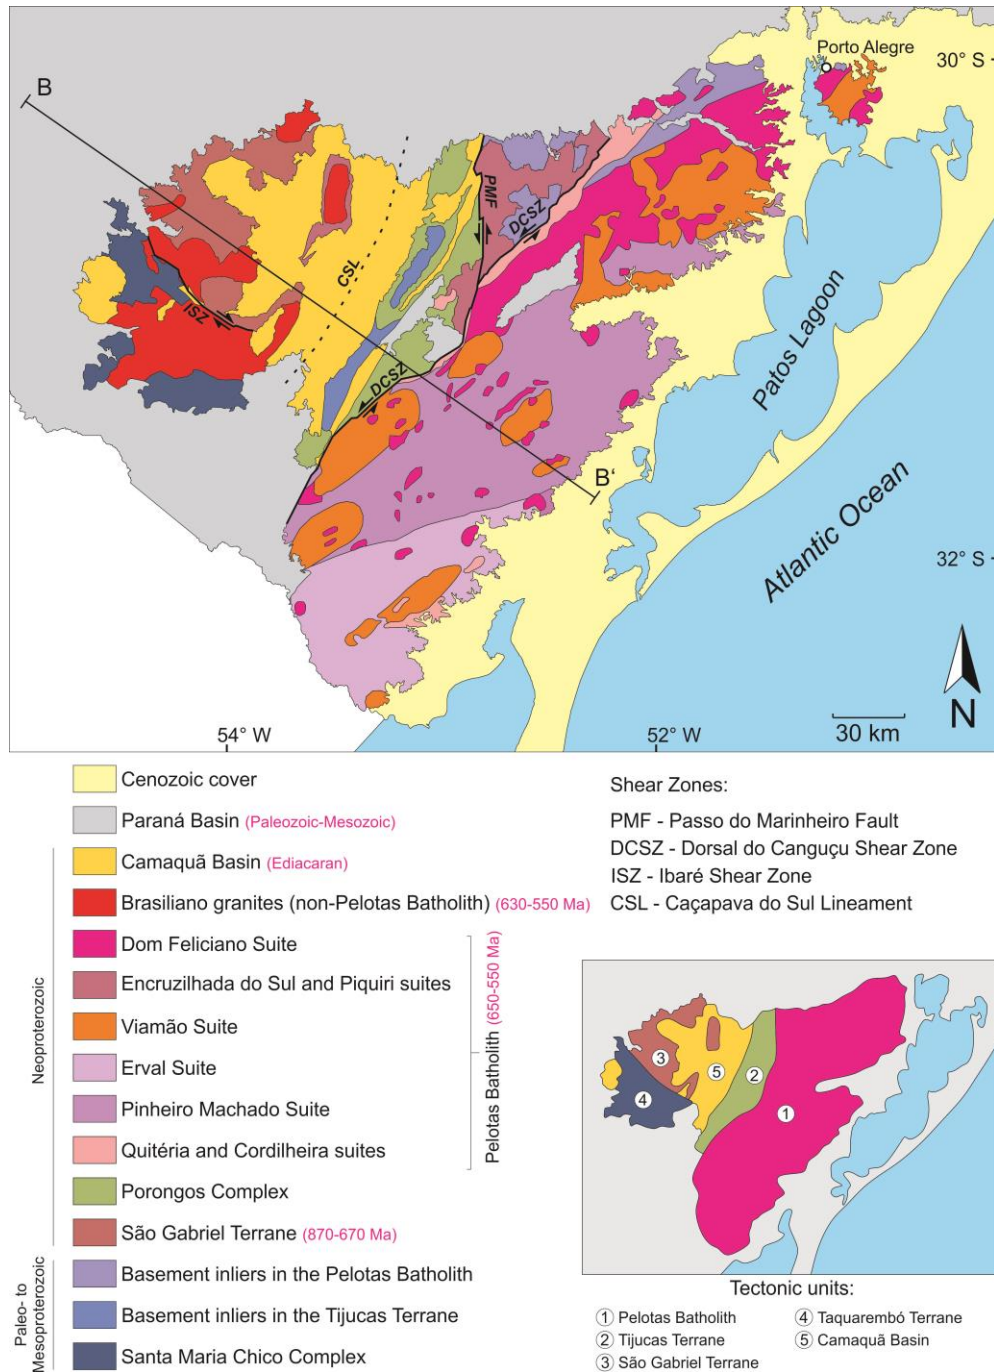 Porto Alegre
30° S
B
PMF
DCSZ
CSL
ISZ
DCSZ
Patos Lagoon
B'
Atlantic Ocean
32° S
54° W
52° W
30 km
N
Cenozoic cover
Paraná Basin (Paleozoic-Mesozoic)
Camaquã Basin (Ediacaran)
Brasiliano granites (non-Pelotas Batholith) (630-550 Ma)
Dom Feliciano Suite
Encruzilhada do Sul and Piquiri suites
Viamão Suite
Erval Suite
Pinheiro Machado Suite
Quitéria and Cordilheira suites
Porongos Complex
São Gabriel Terrane (870-670 Ma)
Basement inliers in the Pelotas Batholith
Basement inliers in the Tijucas Terrane
Santa Maria Chico Complex
Neoproterozoic
Paleo- to
Mesoproterozoic
Pelotas Batholith (650-550 Ma)
Shear Zones:
PMF - Passo do Marinheiro Fault
DCSZ - Dorsal do Canguçu Shear Zone
ISZ - Ibaré Shear Zone
CSL - Caçapava do Sul Lineament
3
5
2
4
1
Tectonic units:
1 Pelotas Batholith
2 Tijucas Terrane
3 São Gabriel Terrane
4 Taquarembó Terrane
5 Camaquã Basin